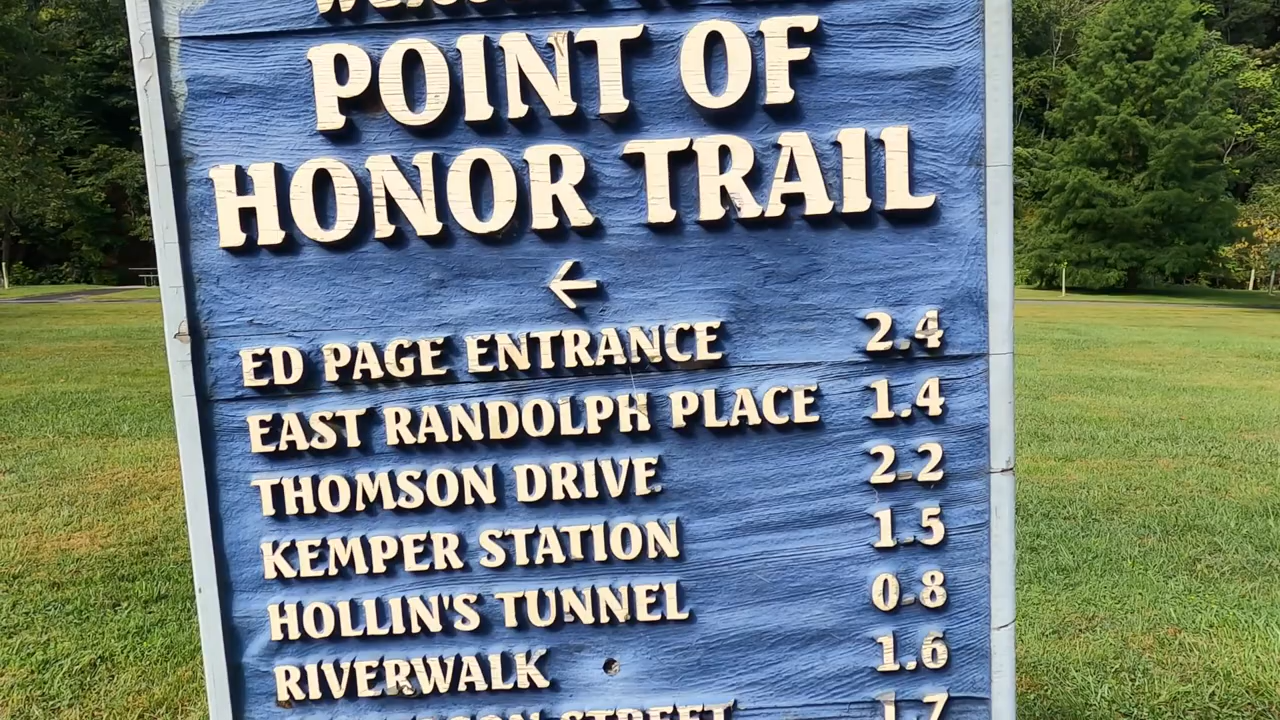 POINT OF
HONOR TRAIL
←
ED PAGE ENTRANCE 2.4
EAST RANDOLPH PLACE 1.4
THOMSON DRIVE 2.2
KEMPER STATION 1.5
HOLLIN'S TUNNEL 0.8
RIVERWALK 1.6
STREET 1.7